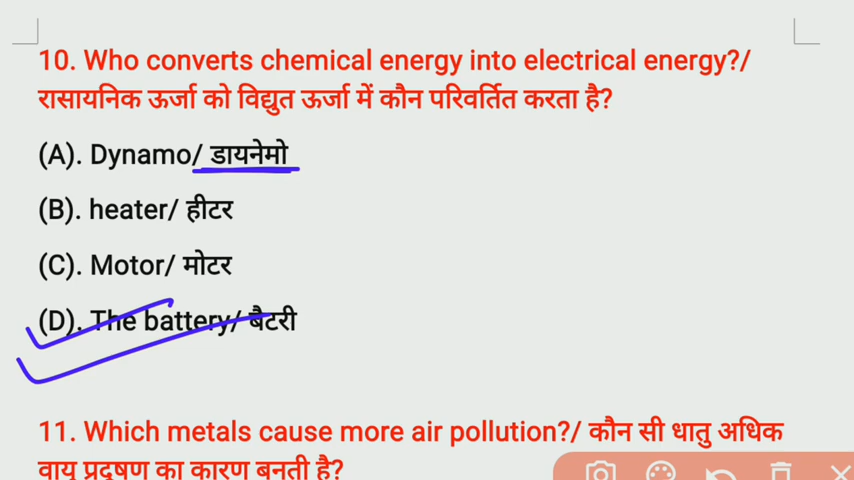 10. Who converts chemical energy into electrical energy?/
रासायनिक ऊर्जा को विद्युत ऊर्जा में कौन परिवर्तित करता है?
(A). Dynamo/ डायनेमो
(B). heater/ हीटर
(C). Motor/ मोटर
(D). The battery/ बैटरी
11. Which metals cause more air pollution?/ कौन सी धातु अधिक
वायु प्रदूषण का कारण बनती है?